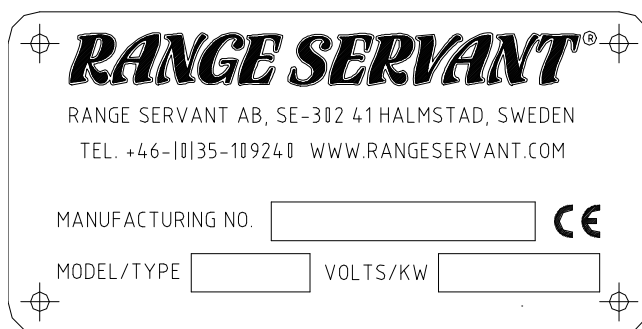 RANGE SERVANT®
RANGE SERVANT AB, SE-302 41 HALMSTAD, SWEDEN
TEL. +46-|0|35-109240 WWW.RANGESERVANT.COM
MANUFACTURING NO. CE
MODEL/TYPE VOLTS/KW